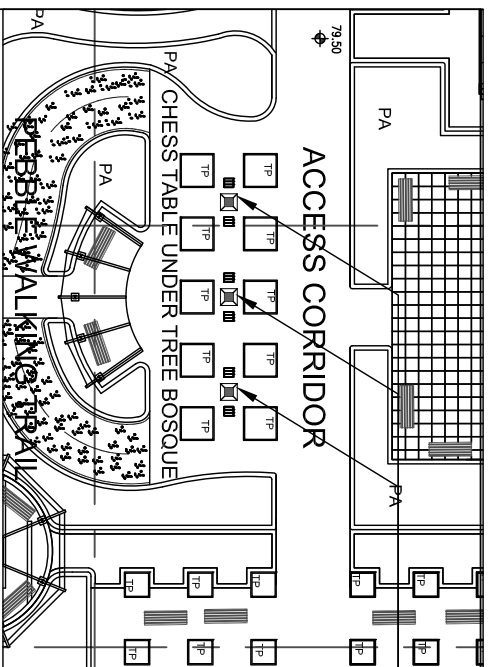 TP TP
PA
PA
TP TP
79.50
ACCESS CORRIDOR
TP TP TP TP TP
TP TP
TP TP TP TP TP
TP TP
PA
CHESS TABLE UNDER TREE BOSQUE
TP TP
PA
PA
PEBBLE WALKING TRAIL